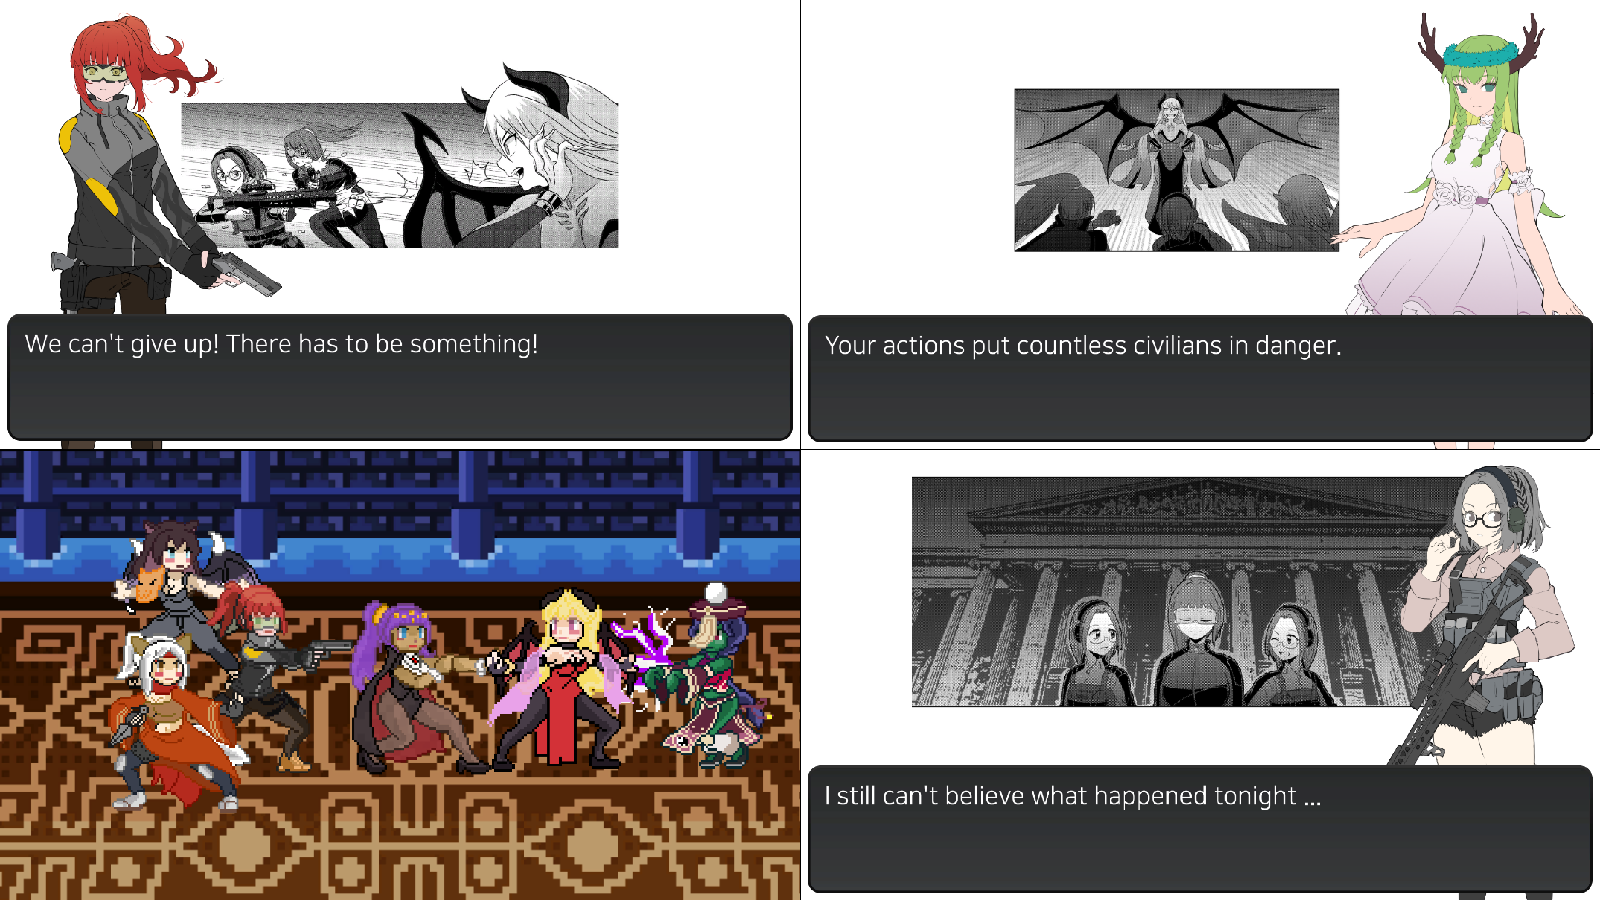 We can't give up! There has to be something!
Your actions put countless civilians in danger.
I still can't believe what happened tonight ...